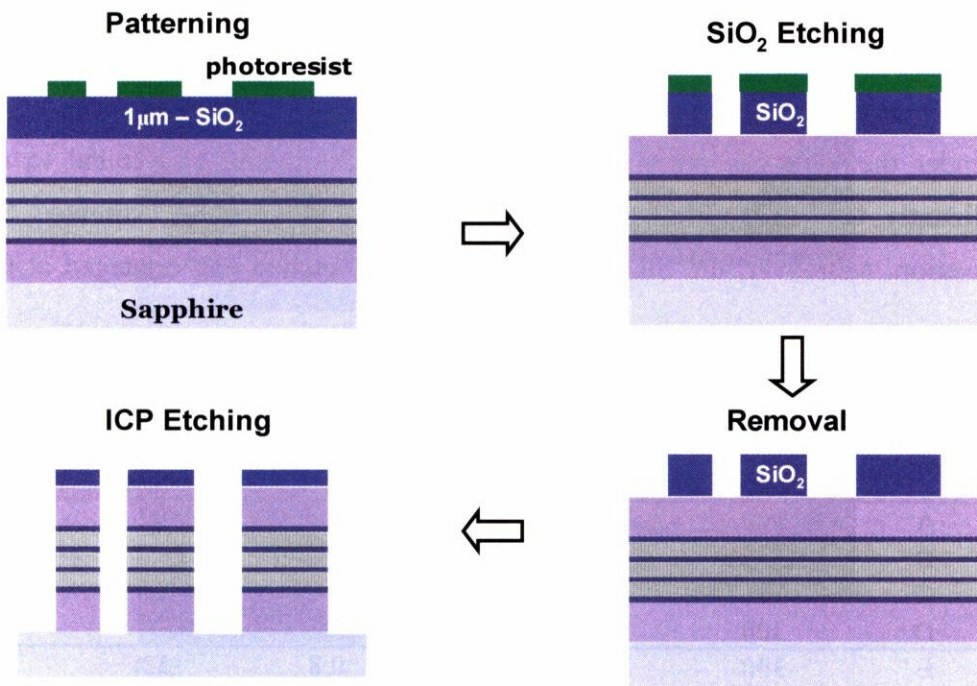 Patterning
photoresist
1μm – SiO₂
Sapphire
SiO₂ Etching
SiO₂
ICP Etching
Removal
SiO₂